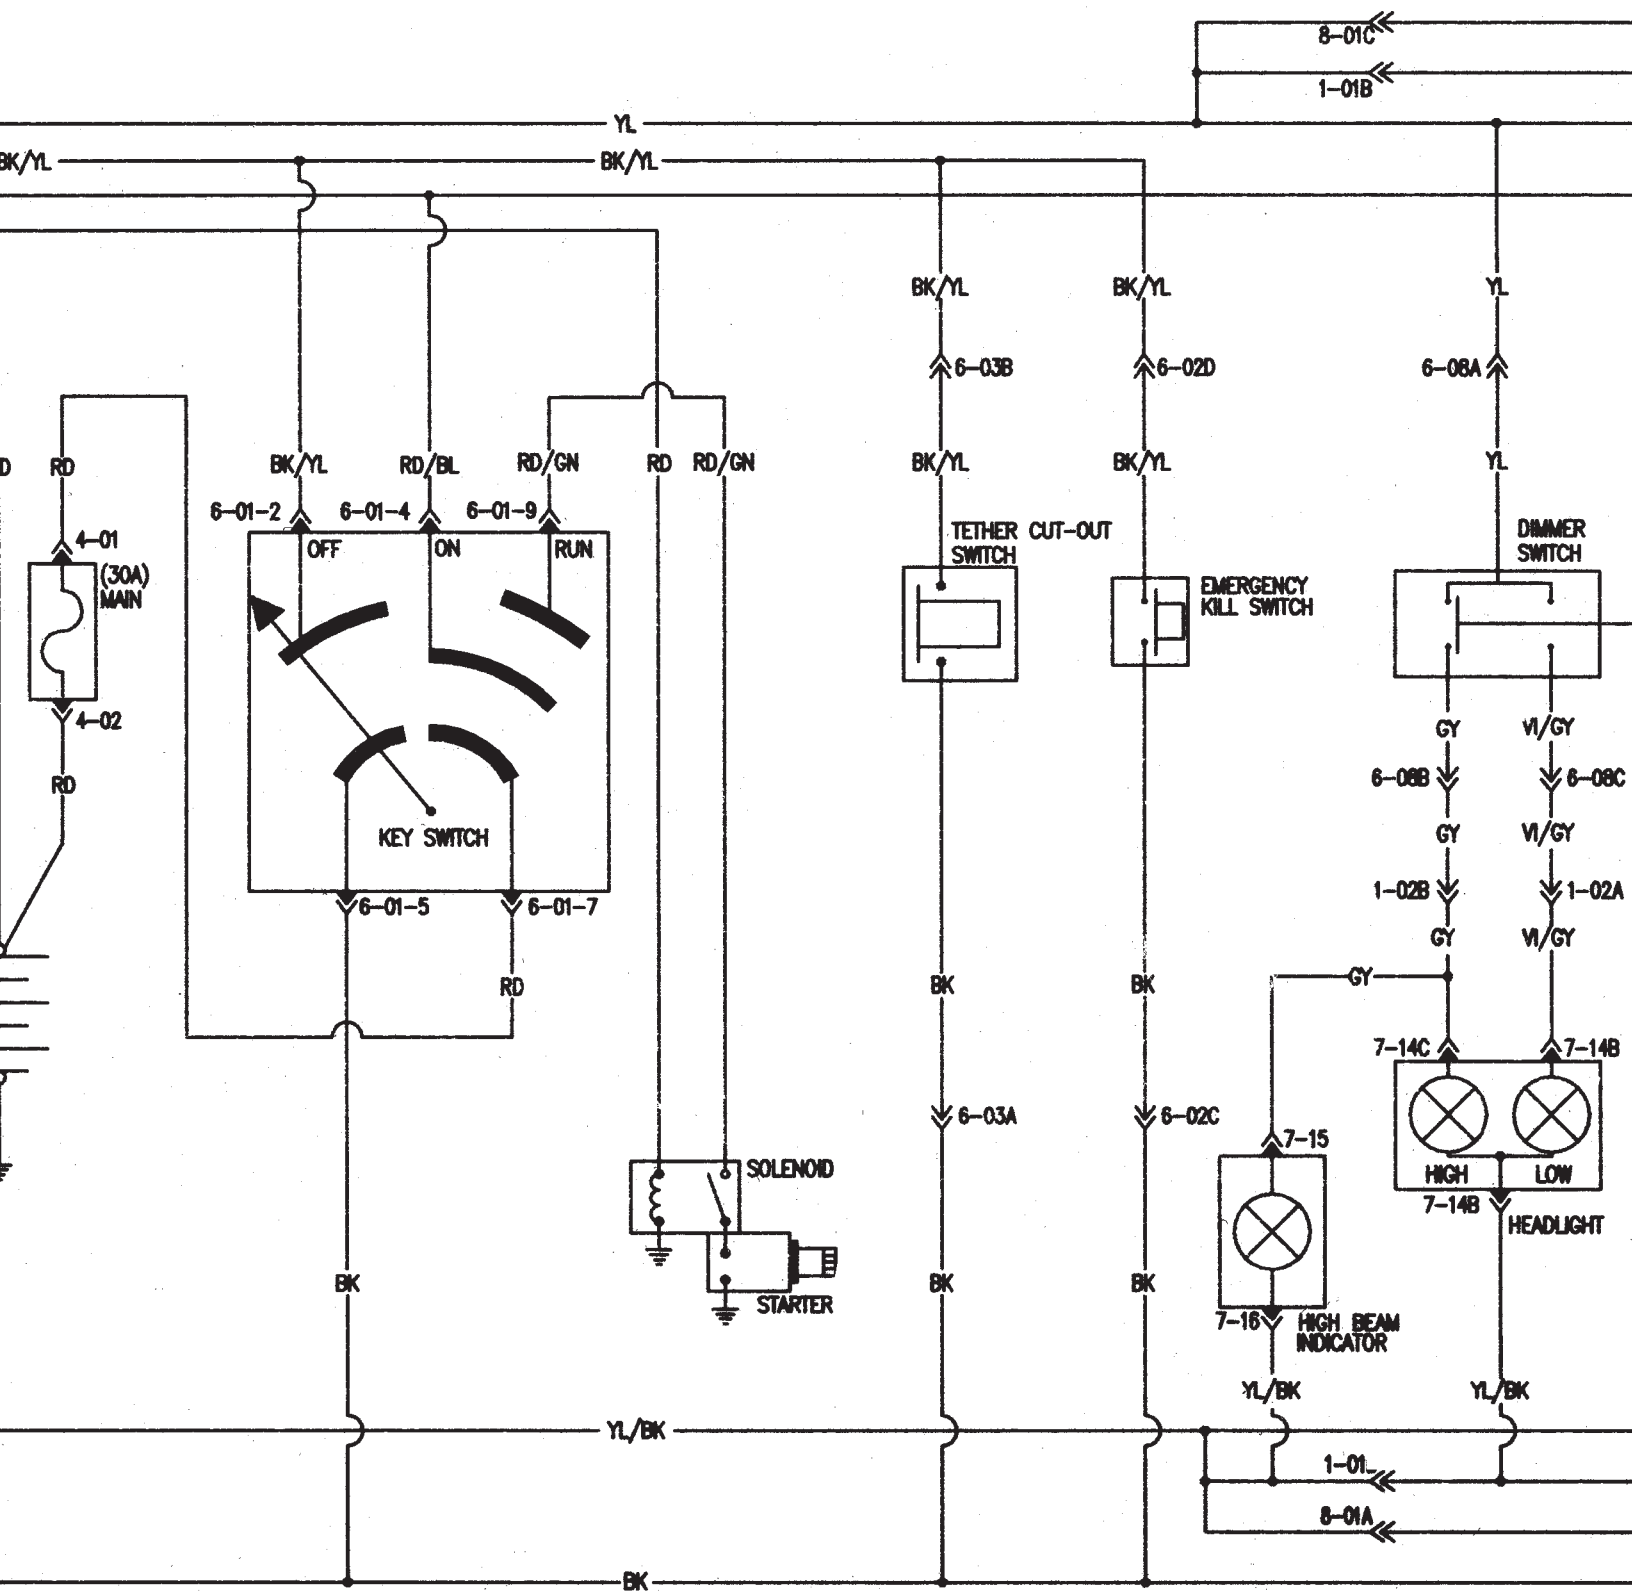 8-01C
1-01B
YL
BK/YL
BK/YL
BK/YL
BK/YL
YL
6-03B
6-02D
6-08A
D
RD
BK/YL
RD/BL
RD/GN
RD
RD/GN
BK/YL
BK/YL
YL
6-01-2
6-01-4
6-01-9
4-01
OFF
ON
RUN
TETHER CUT-OUT
SWITCH
DIMMER
SWITCH
(30A)
MAIN
EMERGENCY
KILL SWITCH
4-02
GY
VI/GY
RD
6-08B
6-08C
KEY SWITCH
GY
VI/GY
1-02B
1-02A
6-01-5
6-01-7
GY
VI/GY
RD
BK
BK
GY
7-14C
7-14B
6-03A
6-02C
7-15
SOLENOID
HIGH
LOW
7-14B
HEADLIGHT
BK
BK
BK
STARTER
7-16
HIGH BEAM
INDICATOR
YL/BK
YL/BK
YL/BK
1-01L
8-01A
BK